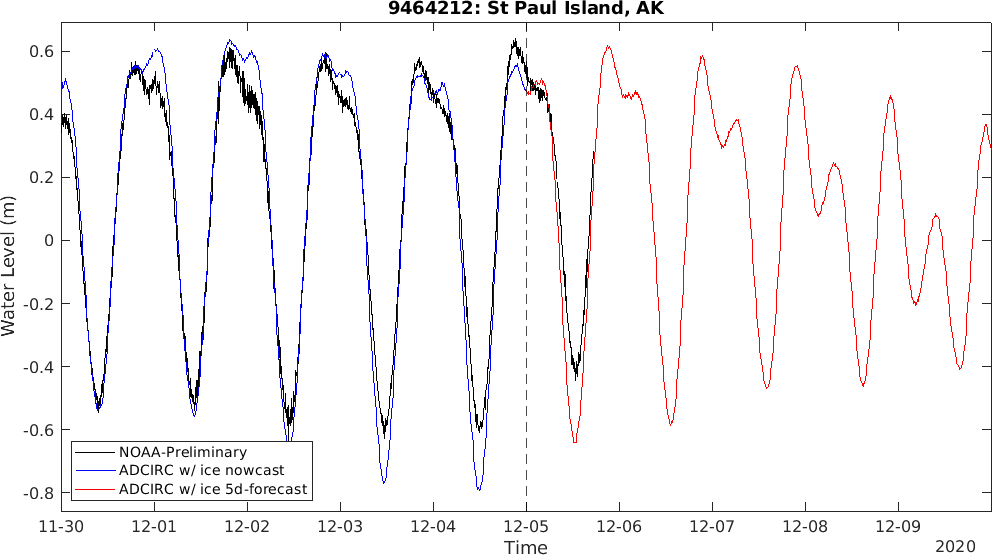 9464212: St Paul Island, AK
Water Level (m)
0.6
0.4
0.2
0
-0.2
-0.4
-0.6
-0.8
NOAA-Preliminary
ADCIRC w/ ice nowcast
ADCIRC w/ ice 5d-forecast
11-30 12-01 12-02 12-03 12-04 12-05 12-06 12-07 12-08 12-09
Time
2020